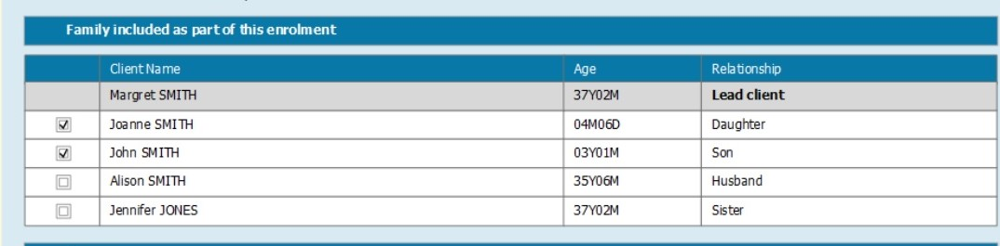 Family included as part of this enrolment
Client Name Age Relationship
Margret SMITH 37Y02M Lead client
Joanne SMITH 04M06D Daughter
John SMITH 03Y01M Son
Alison SMITH 35Y06M Husband
Jennifer JONES 37Y02M Sister